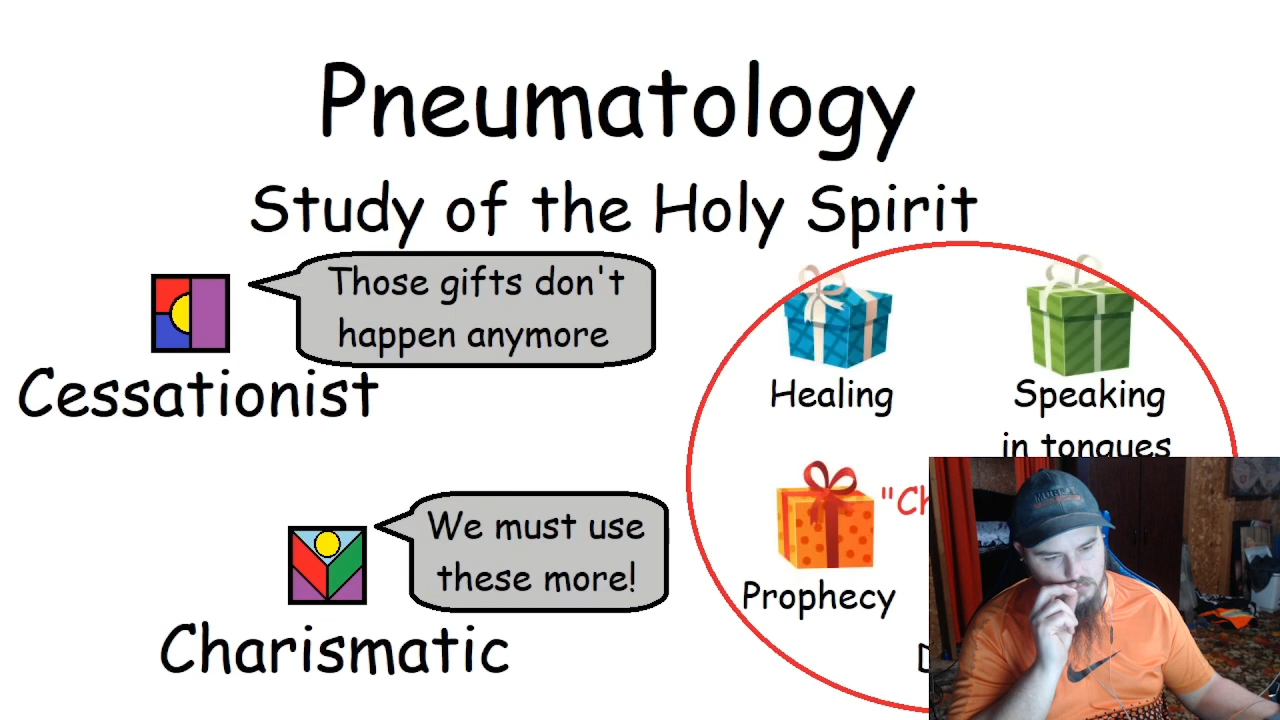 Pneumatology
Study of the Holy Spirit
Those gifts don't
happen anymore
Cessationist
Healing
Speaking
in tongues
We must use
these more!
Charismatic
"Ch
Prophecy